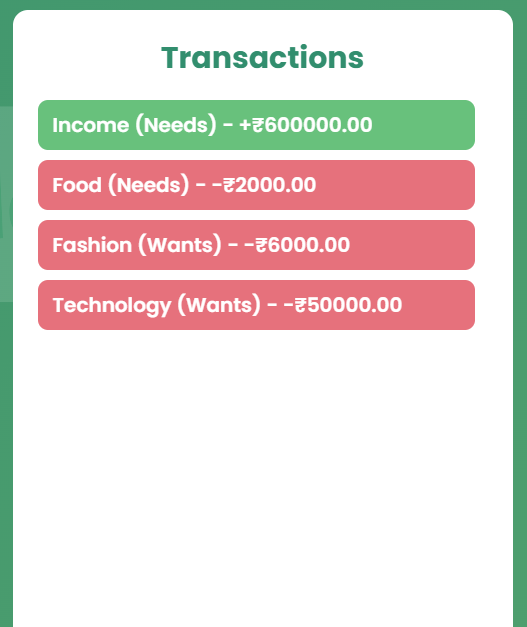 Transactions
Income (Needs) - +₹600000.00
Food (Needs) - -₹2000.00
Fashion (Wants) - -₹6000.00
Technology (Wants) - -₹50000.00